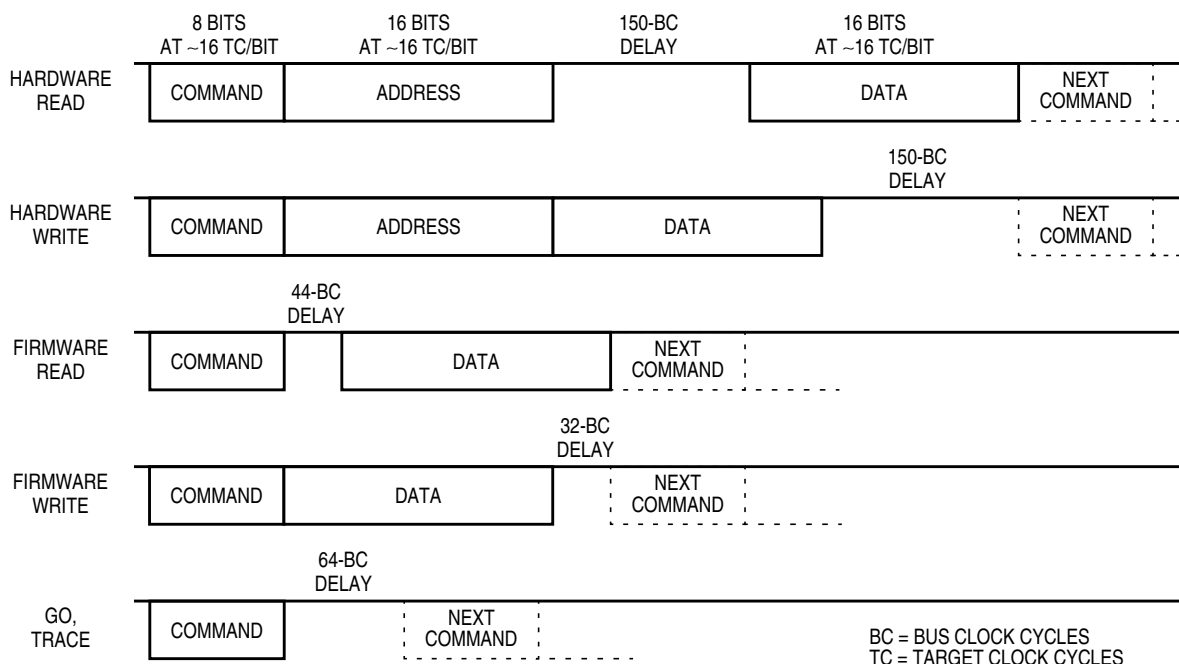 8 BITS
AT ~16 TC/BIT
16 BITS
AT ~16 TC/BIT
150-BC
DELAY
16 BITS
AT ~16 TC/BIT
HARDWARE
READ
COMMAND
ADDRESS
DATA
NEXT
COMMAND
150-BC
DELAY
HARDWARE
WRITE
COMMAND
ADDRESS
DATA
NEXT
COMMAND
44-BC
DELAY
FIRMWARE
READ
COMMAND
DATA
NEXT
COMMAND
32-BC
DELAY
FIRMWARE
WRITE
COMMAND
DATA
NEXT
COMMAND
64-BC
DELAY
GO,
TRACE
COMMAND
NEXT
COMMAND
BC = BUS CLOCK CYCLES
TC = TARGET CLOCK CYCLES